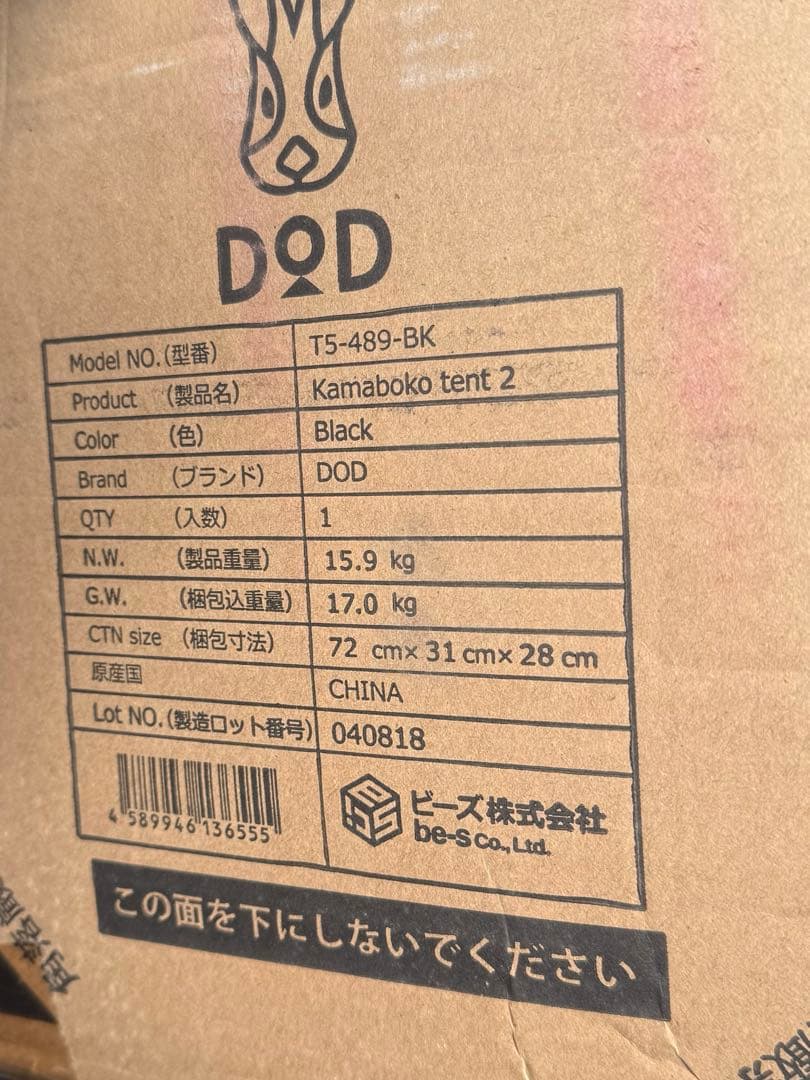 DOD
Model NO.(型番) T5-489-BK
Product (製品名) Kamaboko tent 2
Color (色) Black
Brand (ブランド) DOD
QTY (入数) 1
N.W. (製品重量) 15.9 kg
G.W. (梱包込重量) 17.0 kg
CTN size (梱包寸法) 72 cm×31 cm×28 cm
原産国 CHINA
Lot NO.(製造ロット番号) 040818
4 589946 136555
ビーズ株式会社
be-s Co., Ltd.
この面を下にしないでください